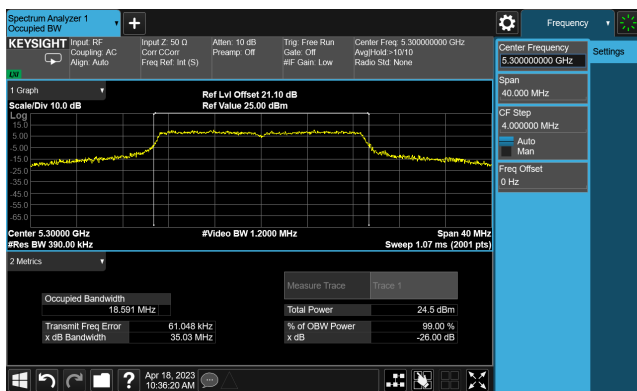 Spectrum Analyzer 1
Occupied BW
Frequency
KEYSIGHT
Input: RF
Coupling: AC
Align: Auto
Input Z: 50 Ω
Corr CCorr
Freq Ref: Int (S)
Atten: 10 dB
Preamp: Off
Trig: Free Run
Gate: Off
#IF Gain: Low
Center Freq: 5.300000000 GHz
Avg|Hold:>10/10
Radio Std: None
LXI
Center Frequency
5.300000000 GHz
Settings
Span
40.000 MHz
CF Step
4.000000 MHz
Auto
Man
Freq Offset
0 Hz
1 Graph
Scale/Div 10.0 dB
Ref Lvl Offset 21.10 dB
Ref Value 25.00 dBm
Log
15.0
5.00
-5.00
-15.0
-25.0
-35.0
-45.0
-55.0
-65.0
Center 5.30000 GHz
#Res BW 390.00 kHz
#Video BW 1.2000 MHz
Span 40 MHz
Sweep 1.07 ms (2001 pts)
2 Metrics
Measure Trace
Trace 1
Occupied Bandwidth
18.591 MHz
Total Power
24.5 dBm
Transmit Freq Error
61.048 kHz
% of OBW Power
99.00 %
x dB Bandwidth
35.03 MHz
x dB
-26.00 dB
?
Apr 18, 2023
10:36:20 AM